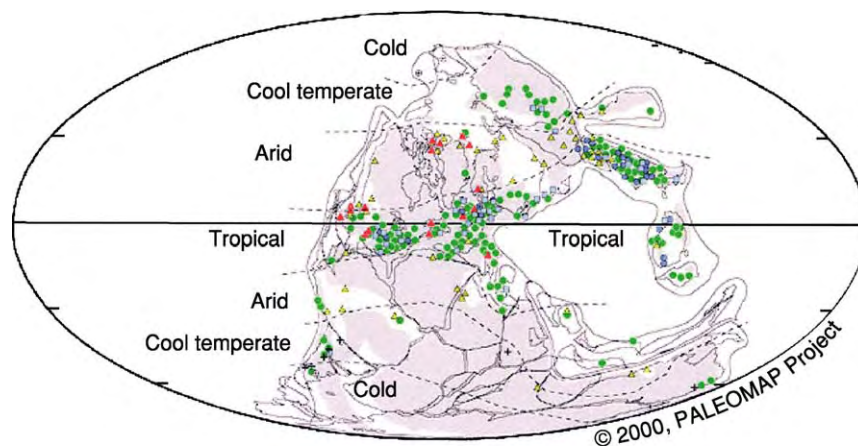 Cold
Cool temperate
Arid
Tropical Tropical
Arid
Cool temperate
Cold
© 2000, PALEOMAP Project